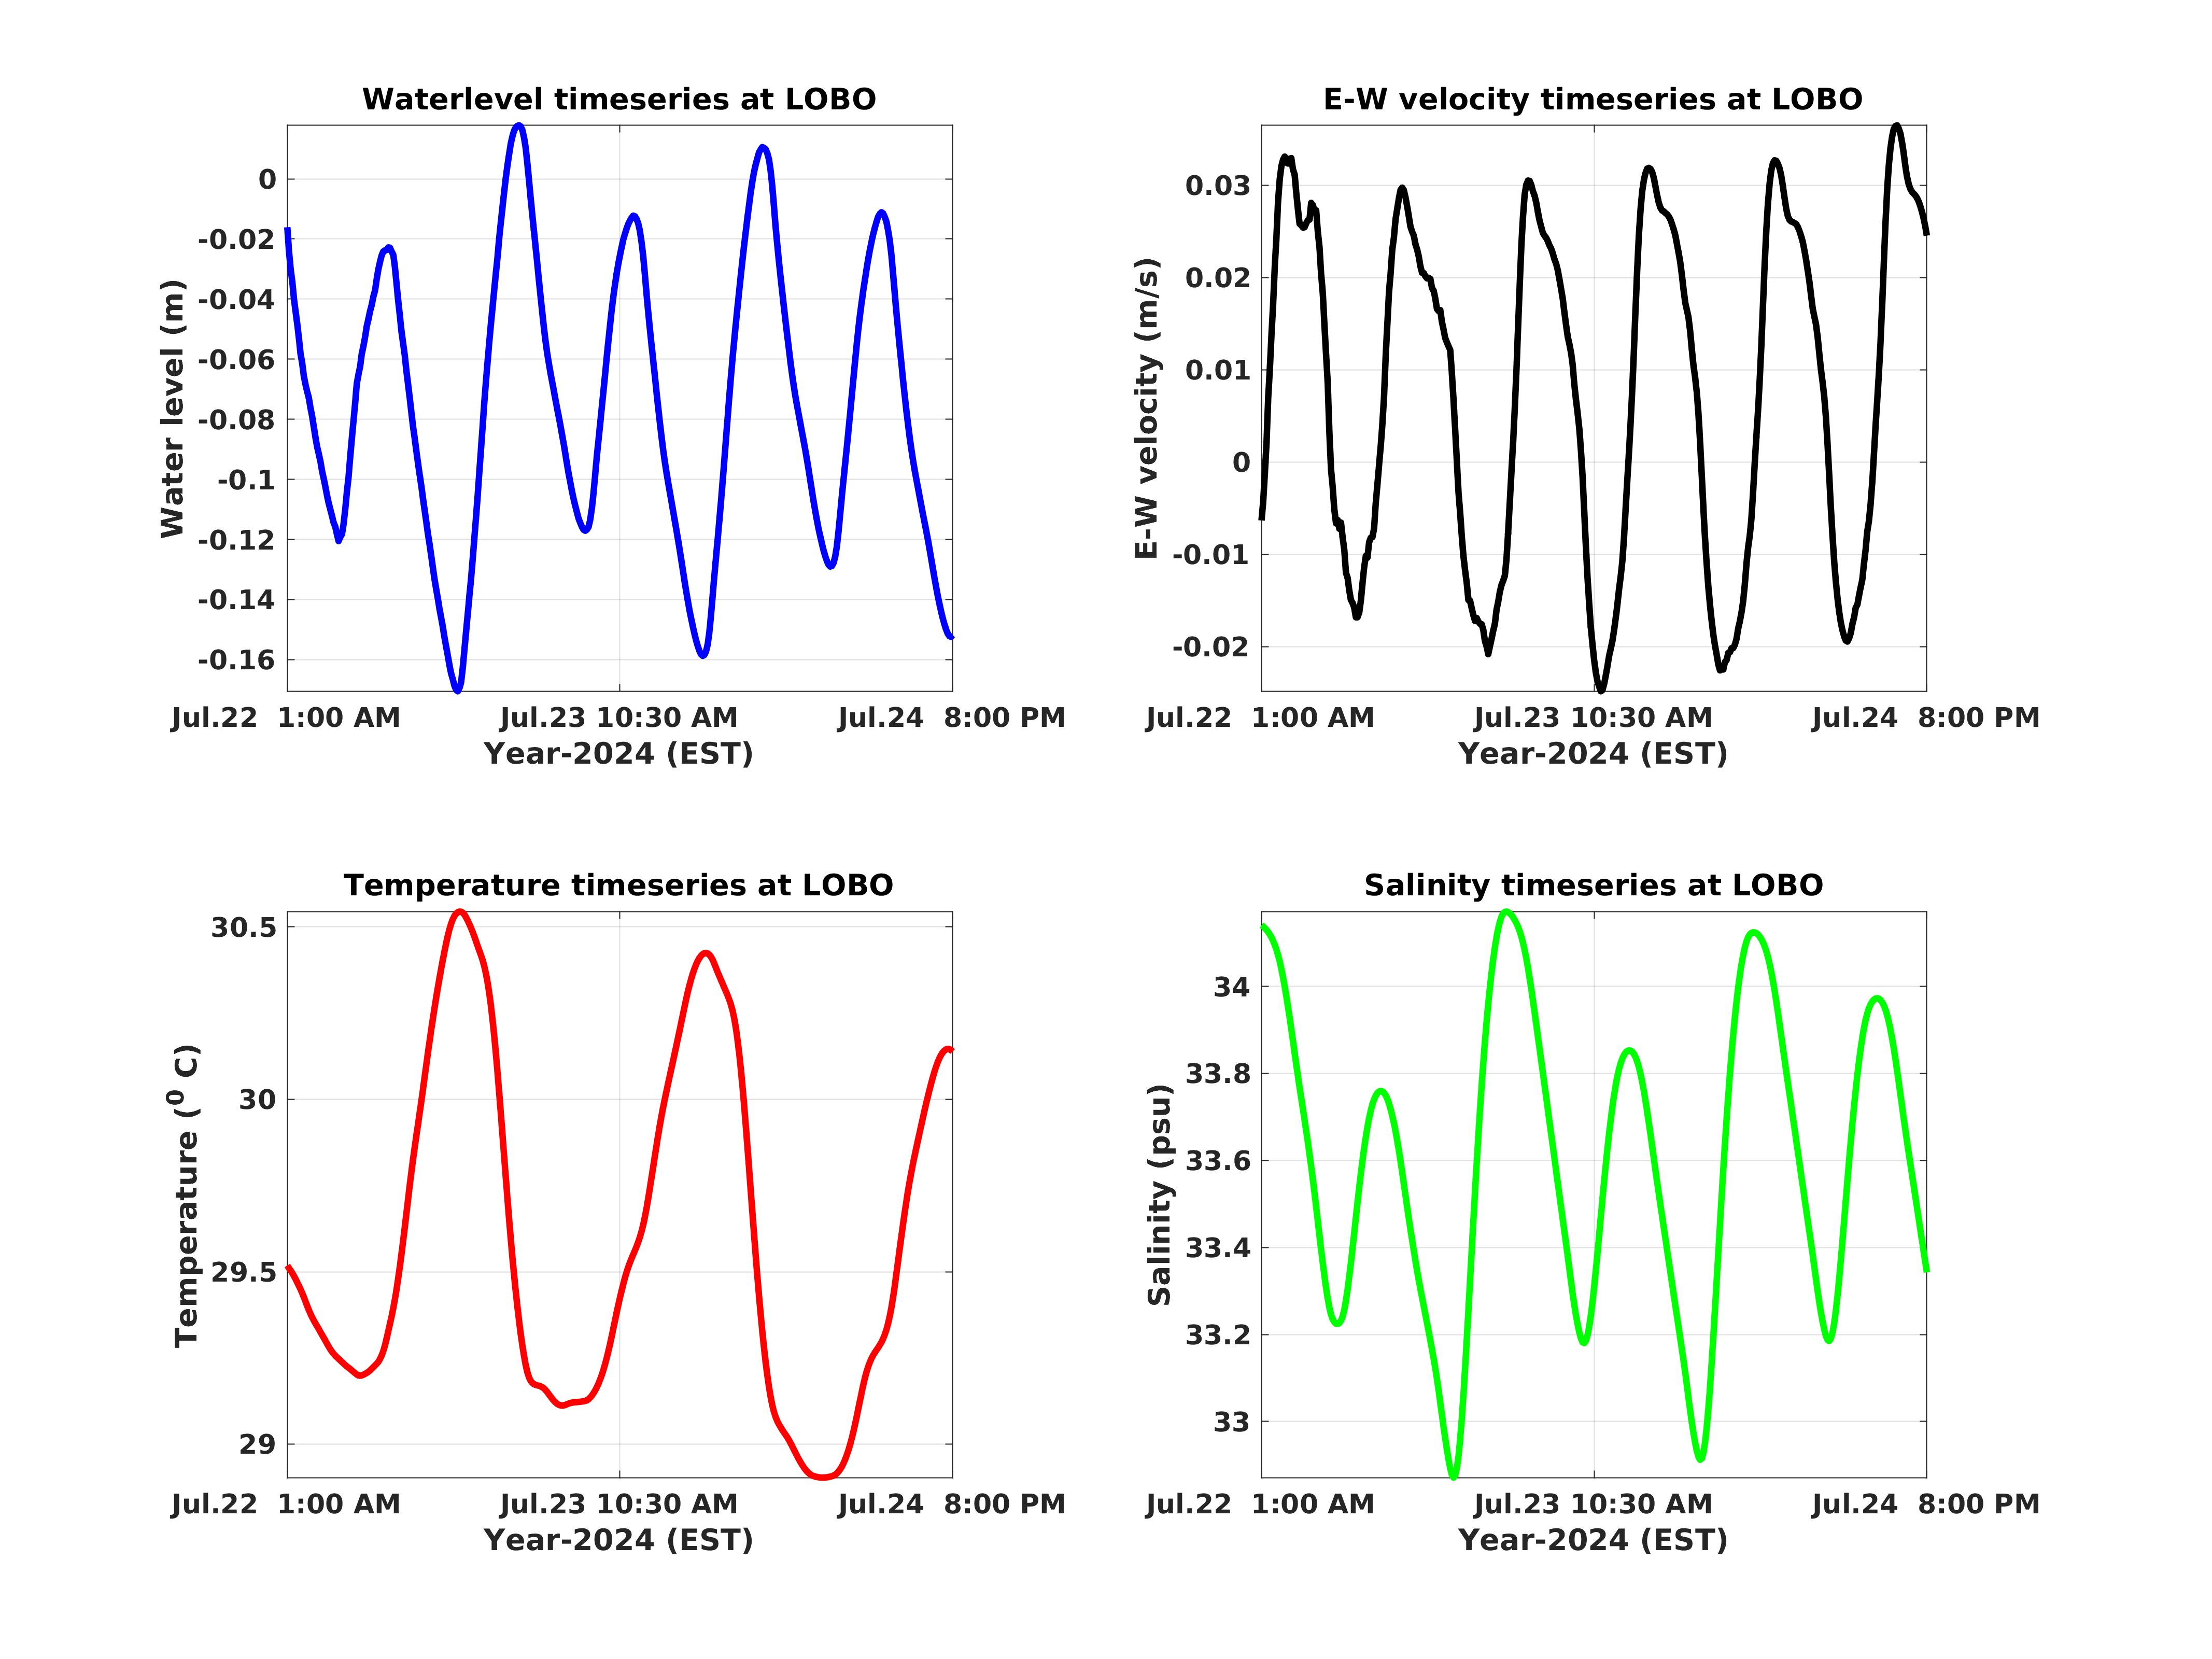 Waterlevel timeseries at LOBO
Water level (m)
0
-0.02
-0.04
-0.06
-0.08
-0.1
-0.12
-0.14
-0.16
Jul.22 1:00 AM Jul.23 10:30 AM Jul.24 8:00 PM
Year-2024 (EST)
E-W velocity timeseries at LOBO
E-W velocity (m/s)
0.03
0.02
0.01
0
-0.01
-0.02
Jul.22 1:00 AM Jul.23 10:30 AM Jul.24 8:00 PM
Year-2024 (EST)
Temperature timeseries at LOBO
Temperature (⁰ C)
30.5
30
29.5
29
Jul.22 1:00 AM Jul.23 10:30 AM Jul.24 8:00 PM
Year-2024 (EST)
Salinity timeseries at LOBO
Salinity (psu)
34
33.8
33.6
33.4
33.2
33
Jul.22 1:00 AM Jul.23 10:30 AM Jul.24 8:00 PM
Year-2024 (EST)